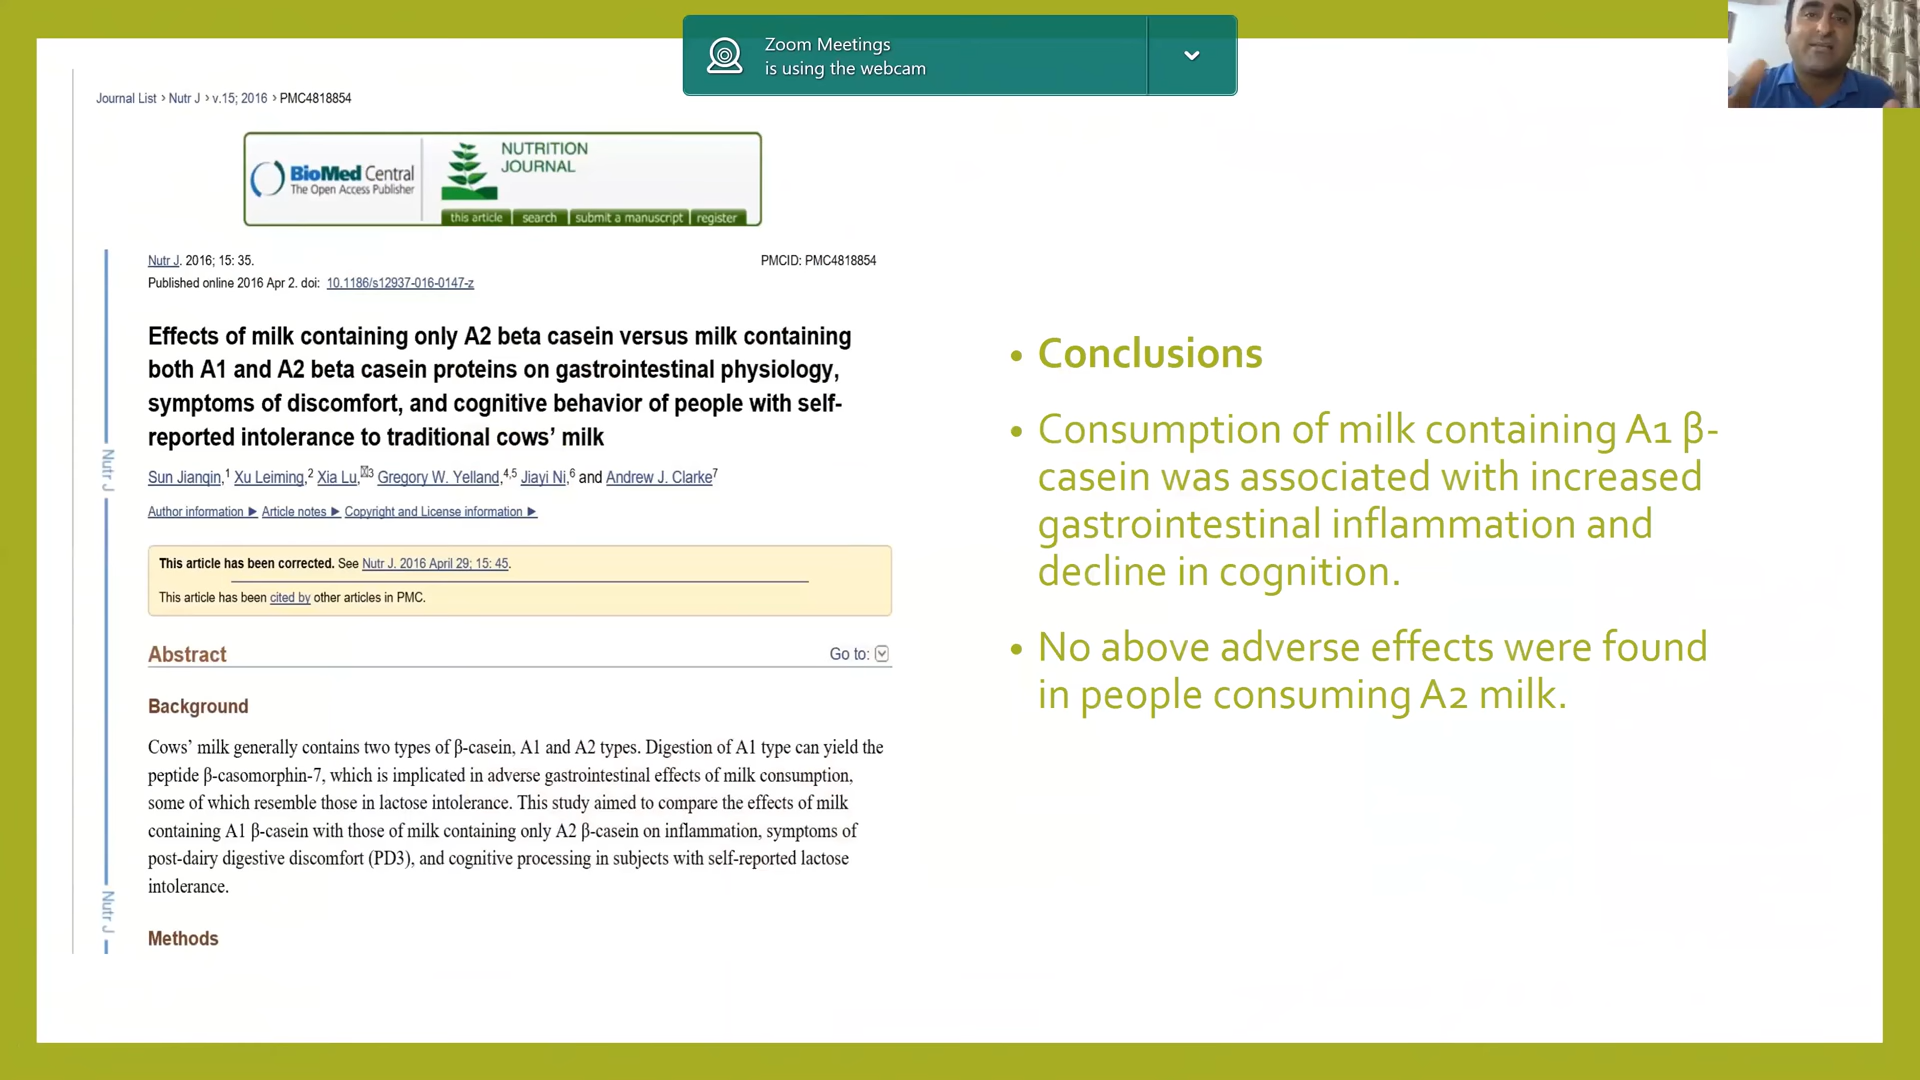 Zoom Meetings
is using the webcam
Journal List › Nutr J › v.15; 2016 › PMC4818854
BioMed Central
The Open Access Publisher
NUTRITION
JOURNAL
this article search submit a manuscript register
Nutr J. 2016; 15: 35. PMCID: PMC4818854
Published online 2016 Apr 2. doi: 10.1186/s12937-016-0147-z
Effects of milk containing only A2 beta casein versus milk containing
both A1 and A2 beta casein proteins on gastrointestinal physiology,
symptoms of discomfort, and cognitive behavior of people with self-
reported intolerance to traditional cows’ milk
Sun Jianqin,1 Xu Leiming,2 Xia Lu,3 Gregory W. Yelland,4,5 Jiayi Ni,6 and Andrew J. Clarke7
Author information ► Article notes ► Copyright and License information ►
This article has been corrected. See Nutr J. 2016 April 29; 15: 45.
This article has been cited by other articles in PMC.
Abstract Go to:
Background
Cows’ milk generally contains two types of β-casein, A1 and A2 types. Digestion of A1 type can yield the
peptide β-casomorphin-7, which is implicated in adverse gastrointestinal effects of milk consumption,
some of which resemble those in lactose intolerance. This study aimed to compare the effects of milk
containing A1 β-casein with those of milk containing only A2 β-casein on inflammation, symptoms of
post-dairy digestive discomfort (PD3), and cognitive processing in subjects with self-reported lactose
intolerance.
Methods
Nutr J
Nutr J
• Conclusions
• Consumption of milk containing A1 β-
casein was associated with increased
gastrointestinal inflammation and
decline in cognition.
• No above adverse effects were found
in people consuming A2 milk.